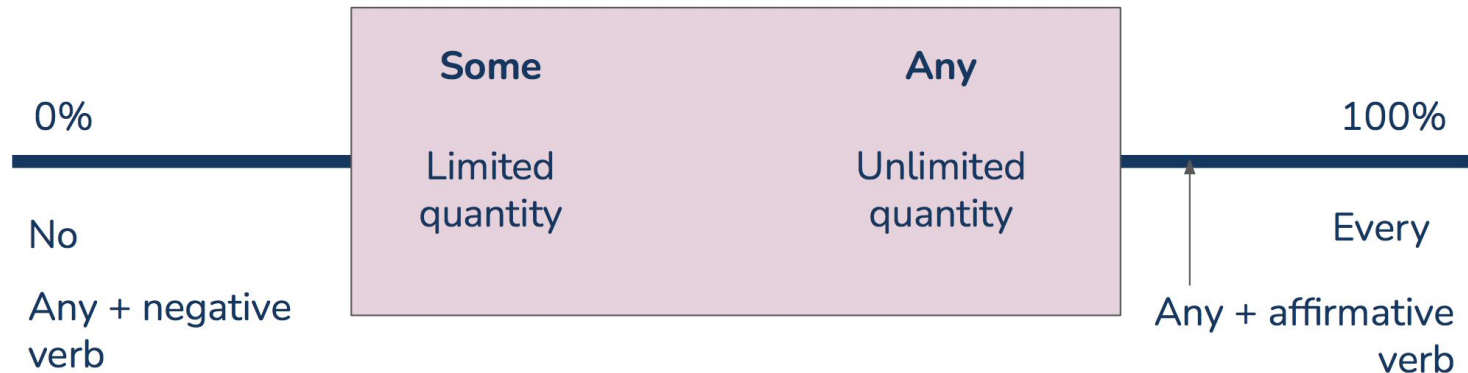 Some
Any
0%
100%
Limited
quantity
Unlimited
quantity
No
Every
Any + negative
verb
Any + affirmative
verb